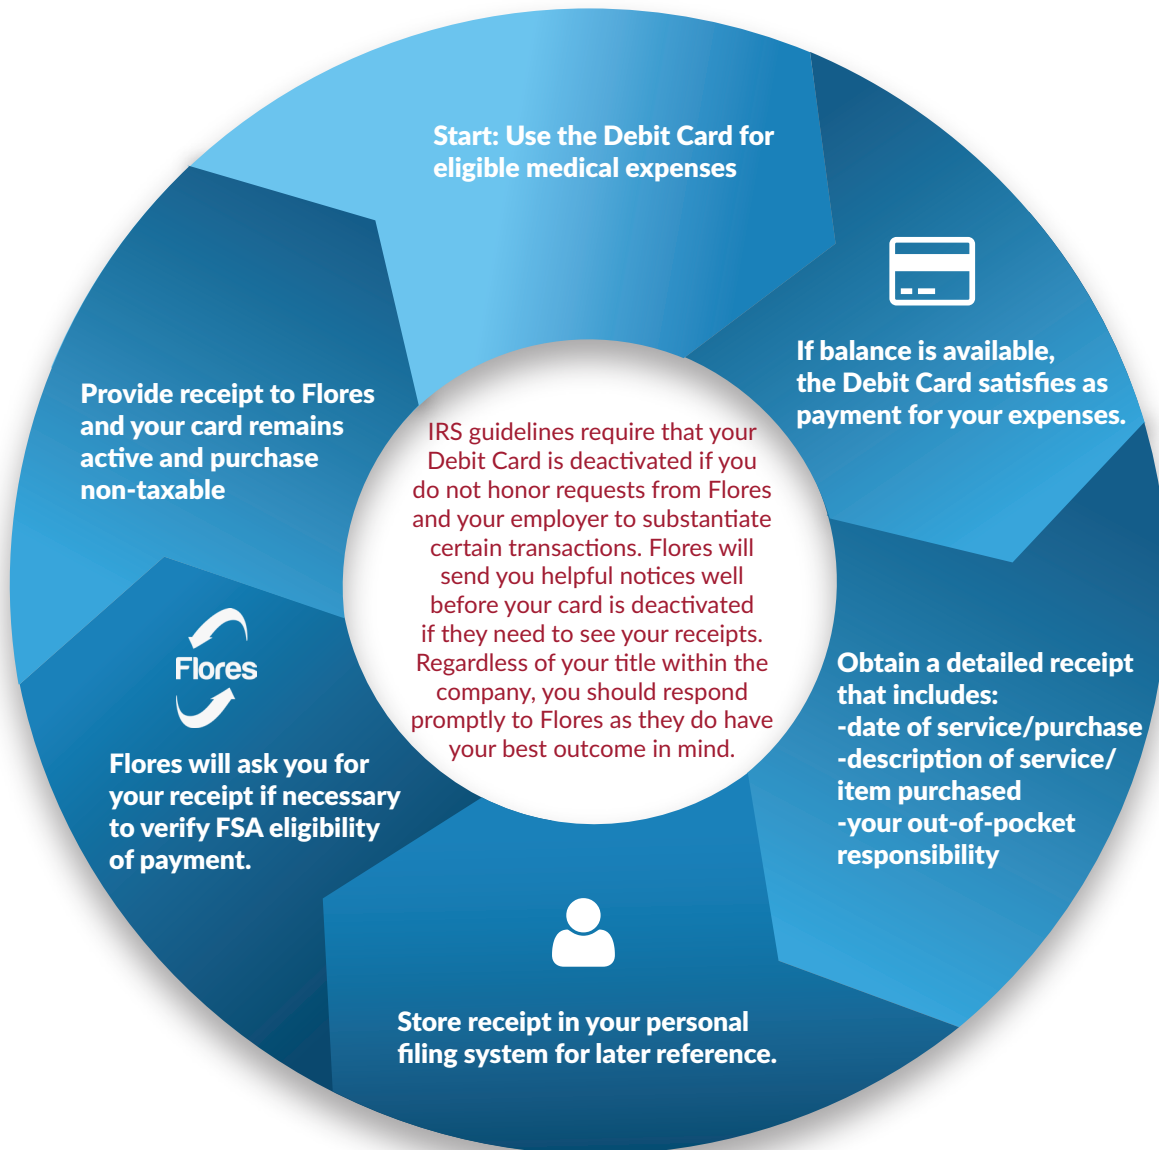 Start: Use the Debit Card for
eligible medical expenses
If balance is available,
the Debit Card satisfies as
payment for your expenses.
Obtain a detailed receipt
that includes:
-date of service/purchase
-description of service/
item purchased
-your out-of-pocket
responsibility
Store receipt in your personal
filing system for later reference.
Flores
Flores will ask you for
your receipt if necessary
to verify FSA eligibility
of payment.
Provide receipt to Flores
and your card remains
active and purchase
non-taxable
IRS guidelines require that your
Debit Card is deactivated if you
do not honor requests from Flores
and your employer to substantiate
certain transactions. Flores will
send you helpful notices well
before your card is deactivated
if they need to see your receipts.
Regardless of your title within the
company, you should respond
promptly to Flores as they do have
your best outcome in mind.